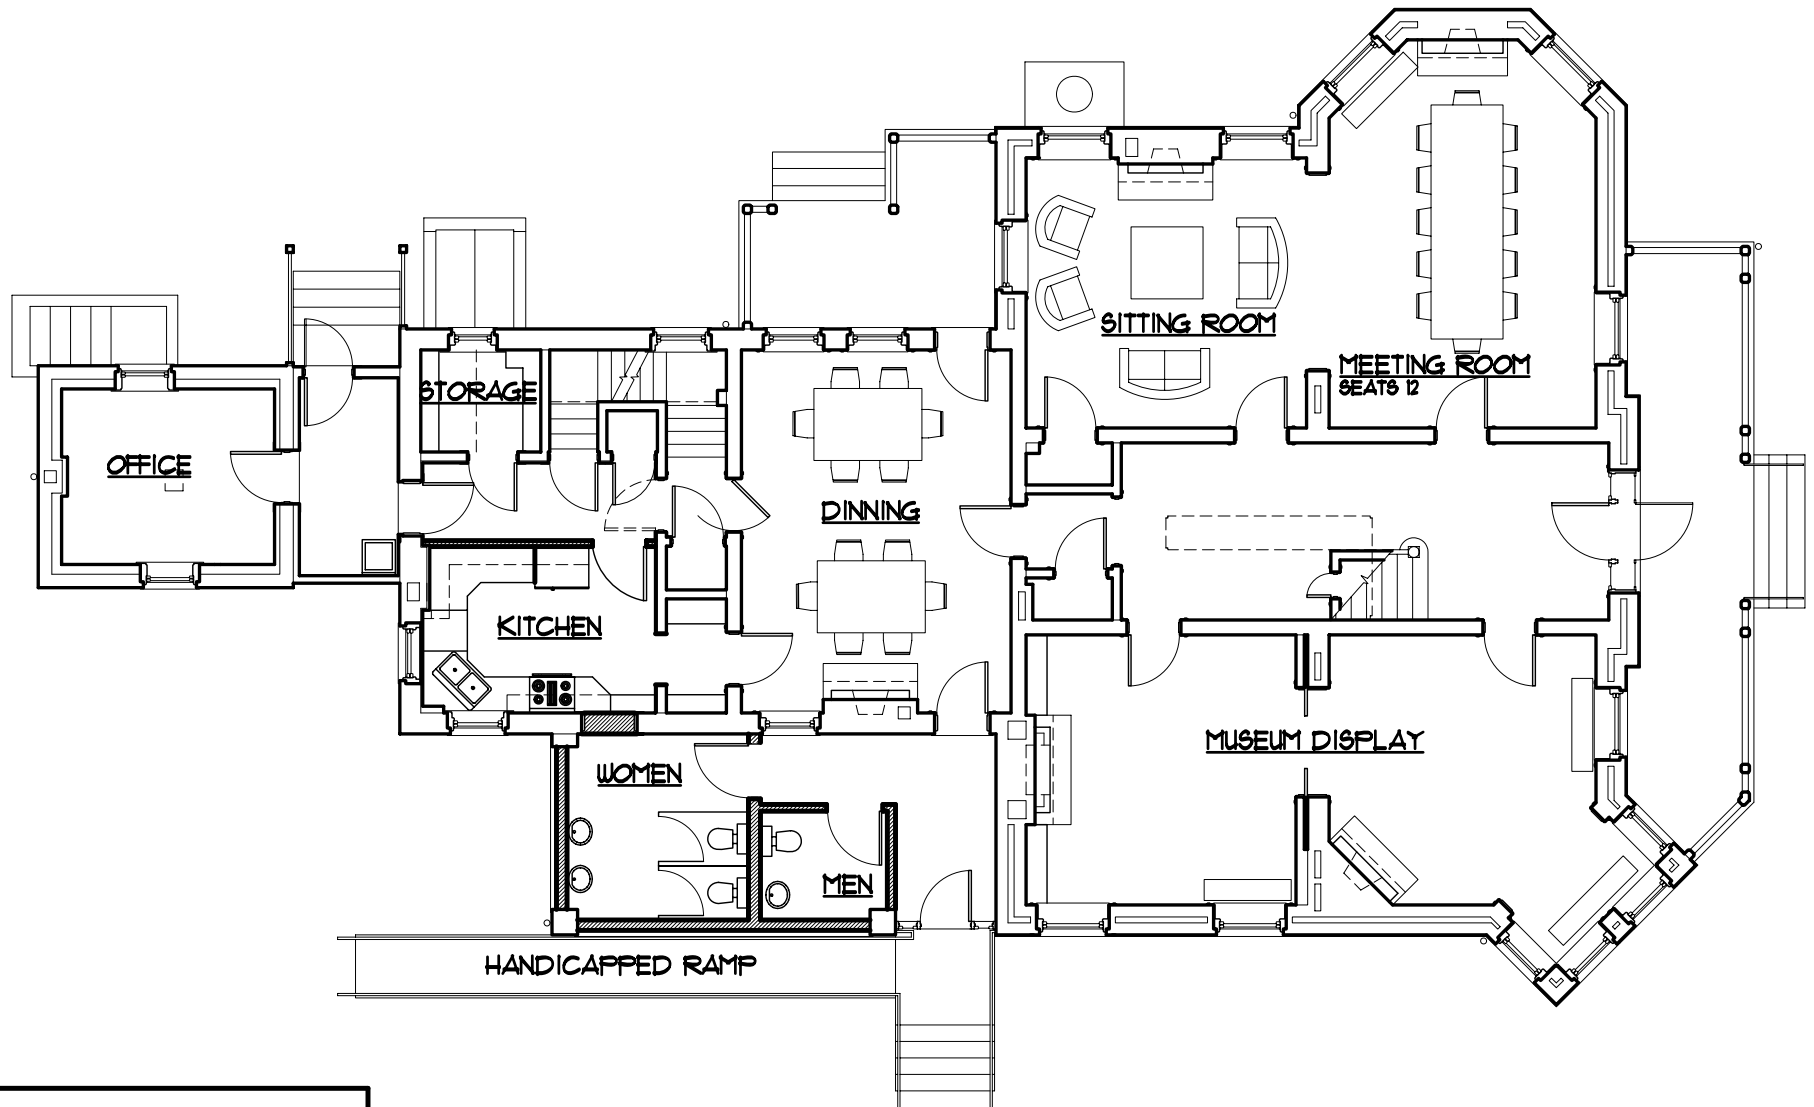 SITTING ROOM
MEETING ROOM
SEATS 12
STORAGE
OFFICE
DINNING
KITCHEN
MUSEUM DISPLAY
WOMEN
MEN
HANDICAPPED RAMP